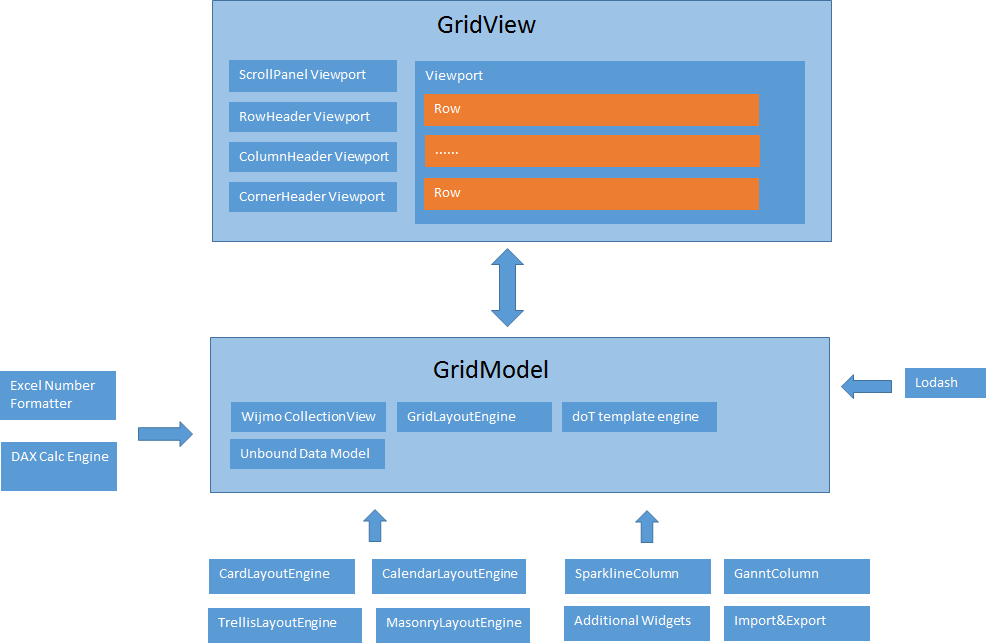 GridView
ScrollPanel Viewport
RowHeader Viewport
ColumnHeader Viewport
CornerHeader Viewport
Viewport
Row
......
Row
GridModel
Wijmo CollectionView
GridLayoutEngine
doT template engine
Unbound Data Model
Excel Number
Formatter
DAX Calc Engine
Lodash
CardLayoutEngine
CalendarLayoutEngine
TrellisLayoutEngine
MasonryLayoutEngine
SparklineColumn
GanntColumn
Additional Widgets
Import&Export